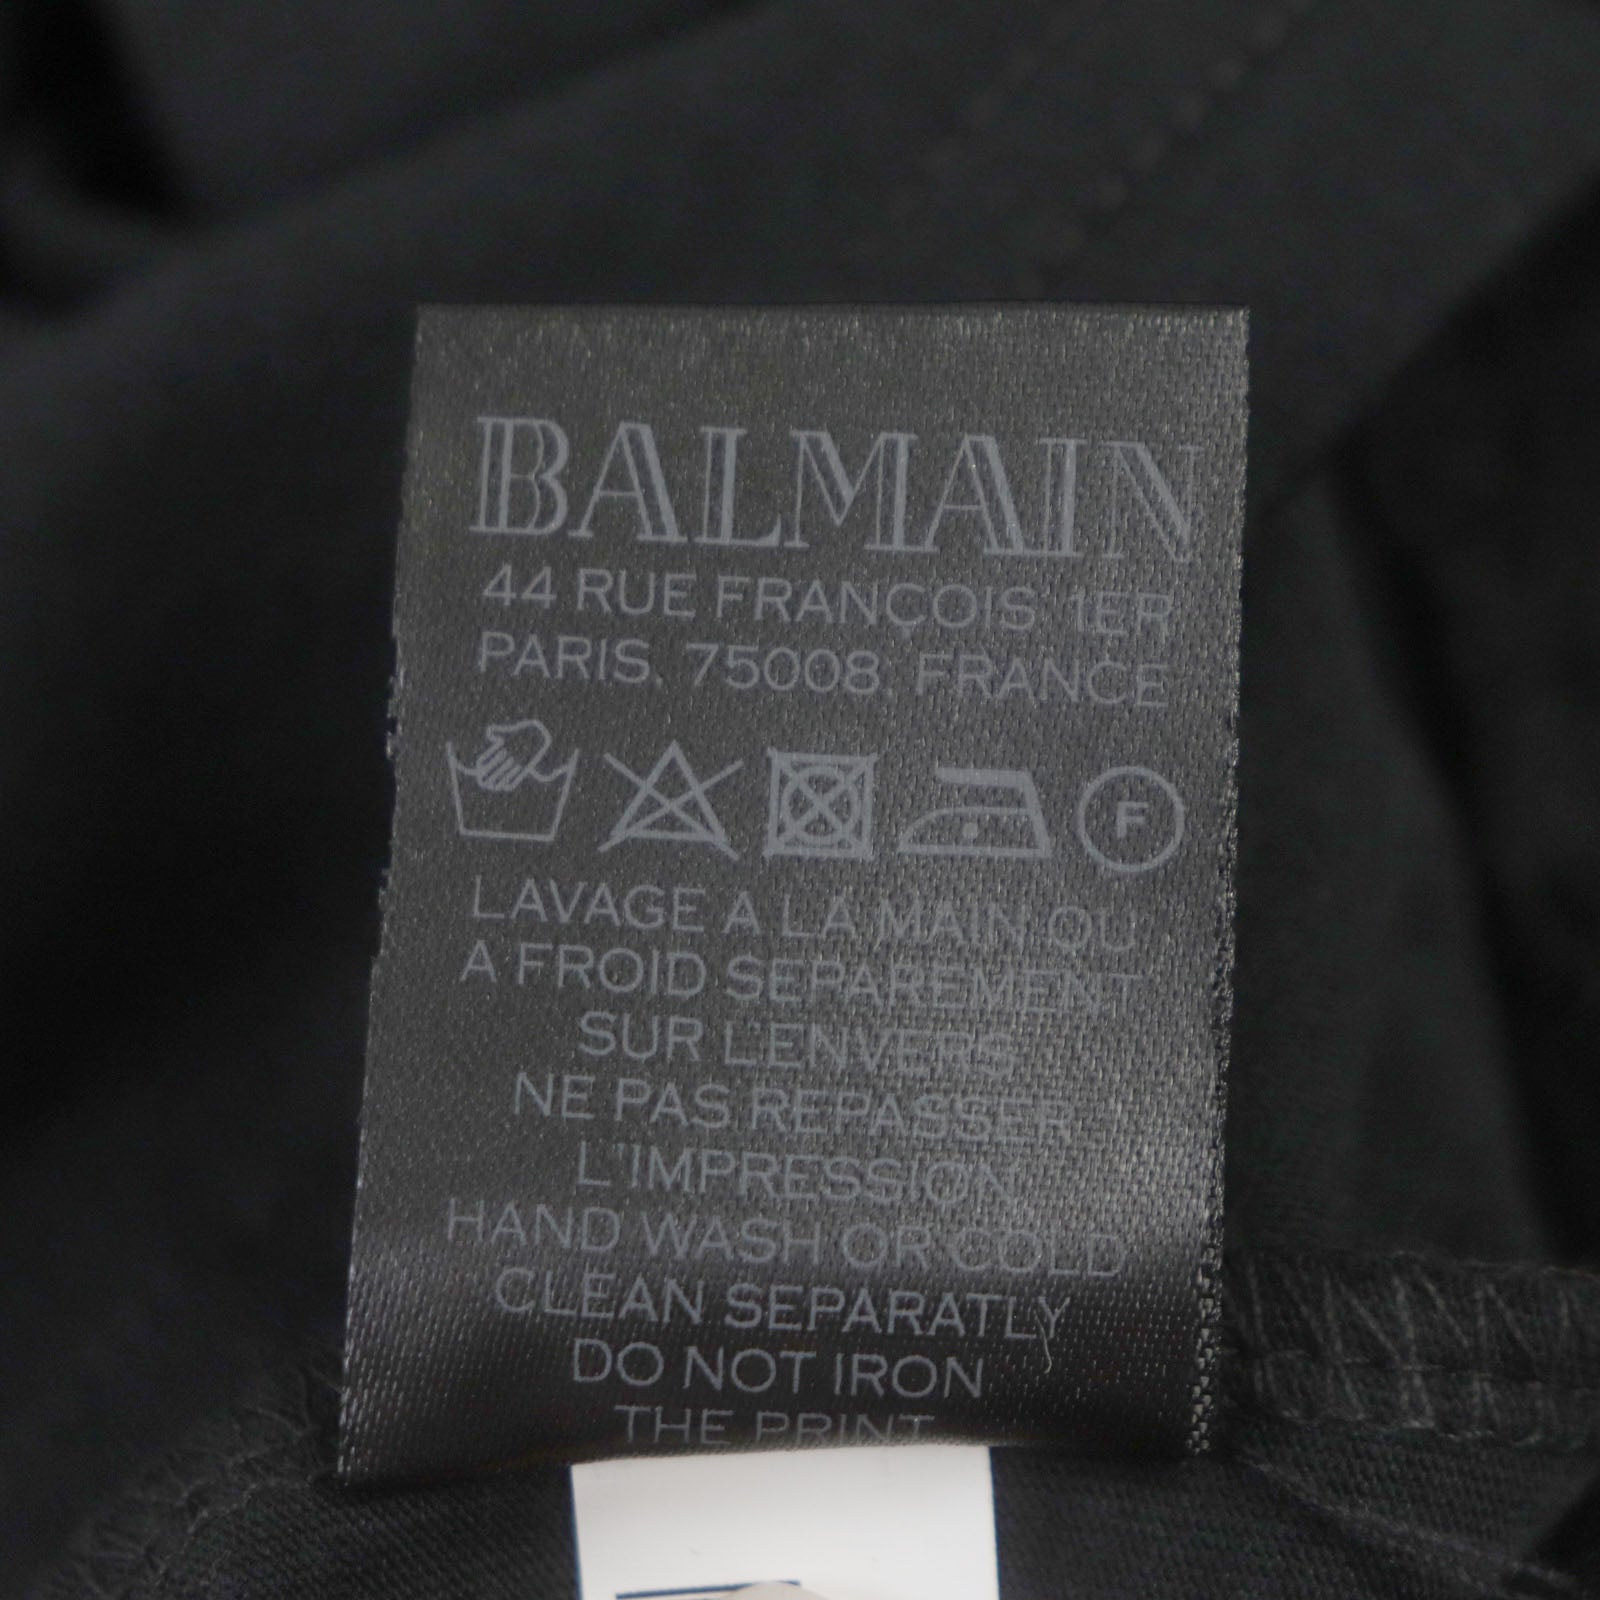 BALMAIN
44 RUE FRANÇOIS 1ER
PARIS, 75008, FRANCE
F
LAVAGE A LA MAIN OU
A FROID SEPAREMENT
SUR L'ENVERS
NE PAS REPASSER
L'IMPRESSION
HAND WASH OR COLD
CLEAN SEPARATLY
DO NOT IRON
THE PRINT